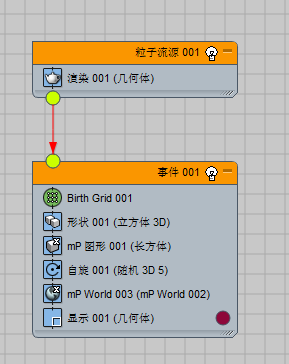 粒子流源 001
渲染 001 (几何体)
事件 001
Birth Grid 001
形状 001 (立方体 3D)
mP 图形 001 (长方体)
自旋 001 (随机 3D 5)
mP World 003 (mP World 002)
显示 001 (几何体)